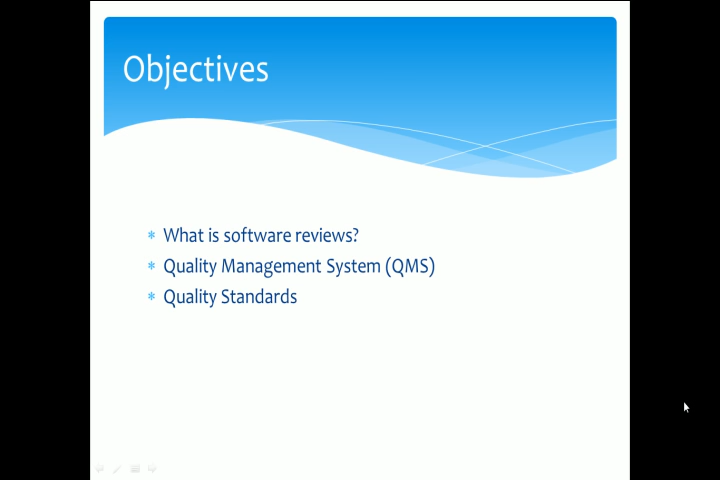 Objectives
* What is software reviews?
* Quality Management System (QMS)
* Quality Standards